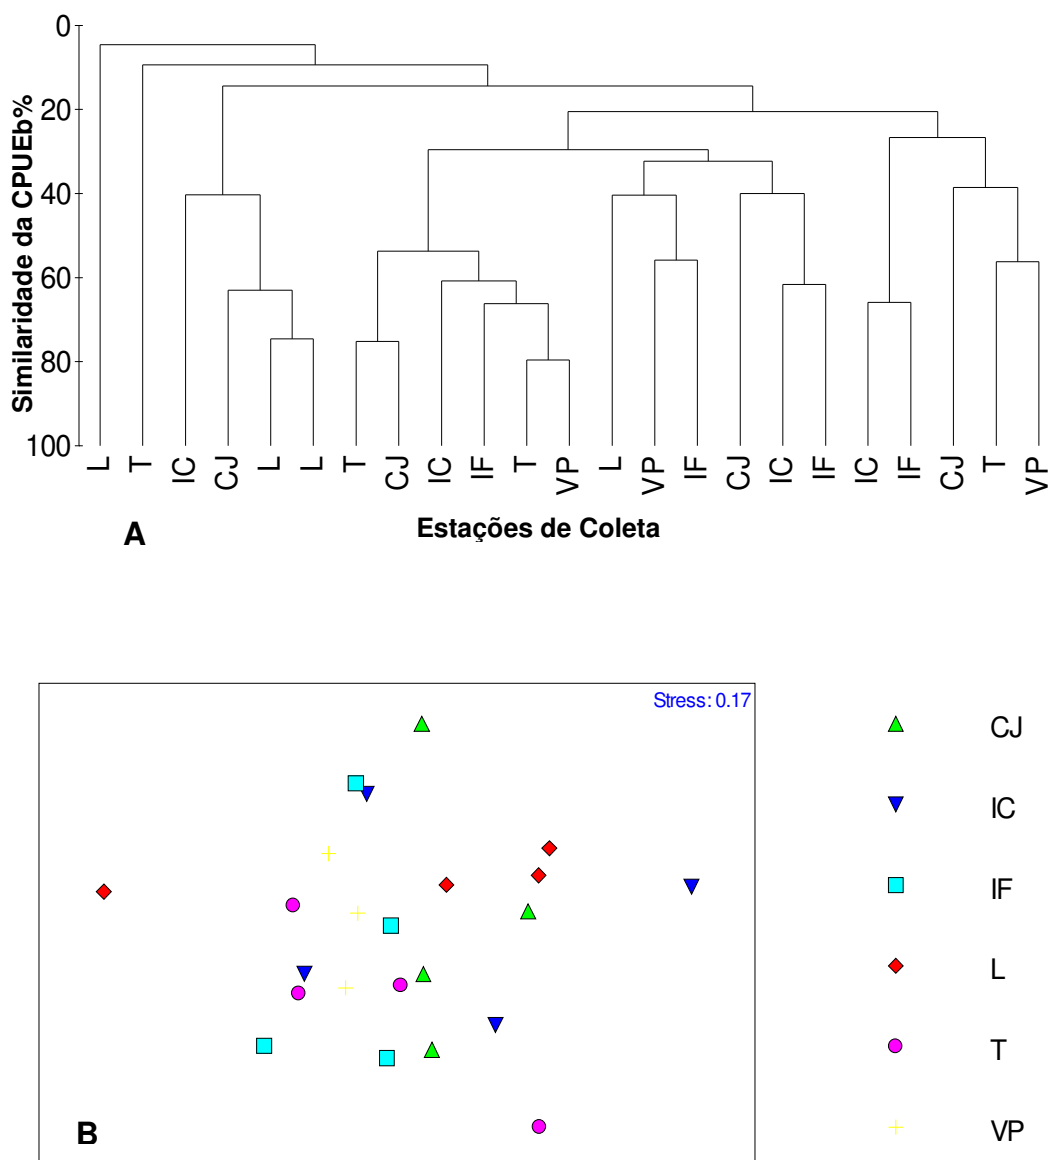 0
20
40
60
80
100
Similaridade da CPUEb%
L T IC CJ L L T CJ IC IF T VP L VP IF CJ IC IF IC IF CJ T VP
A
Estações de Coleta
Stress: 0.17
CJ
IC
IF
L
T
VP
B